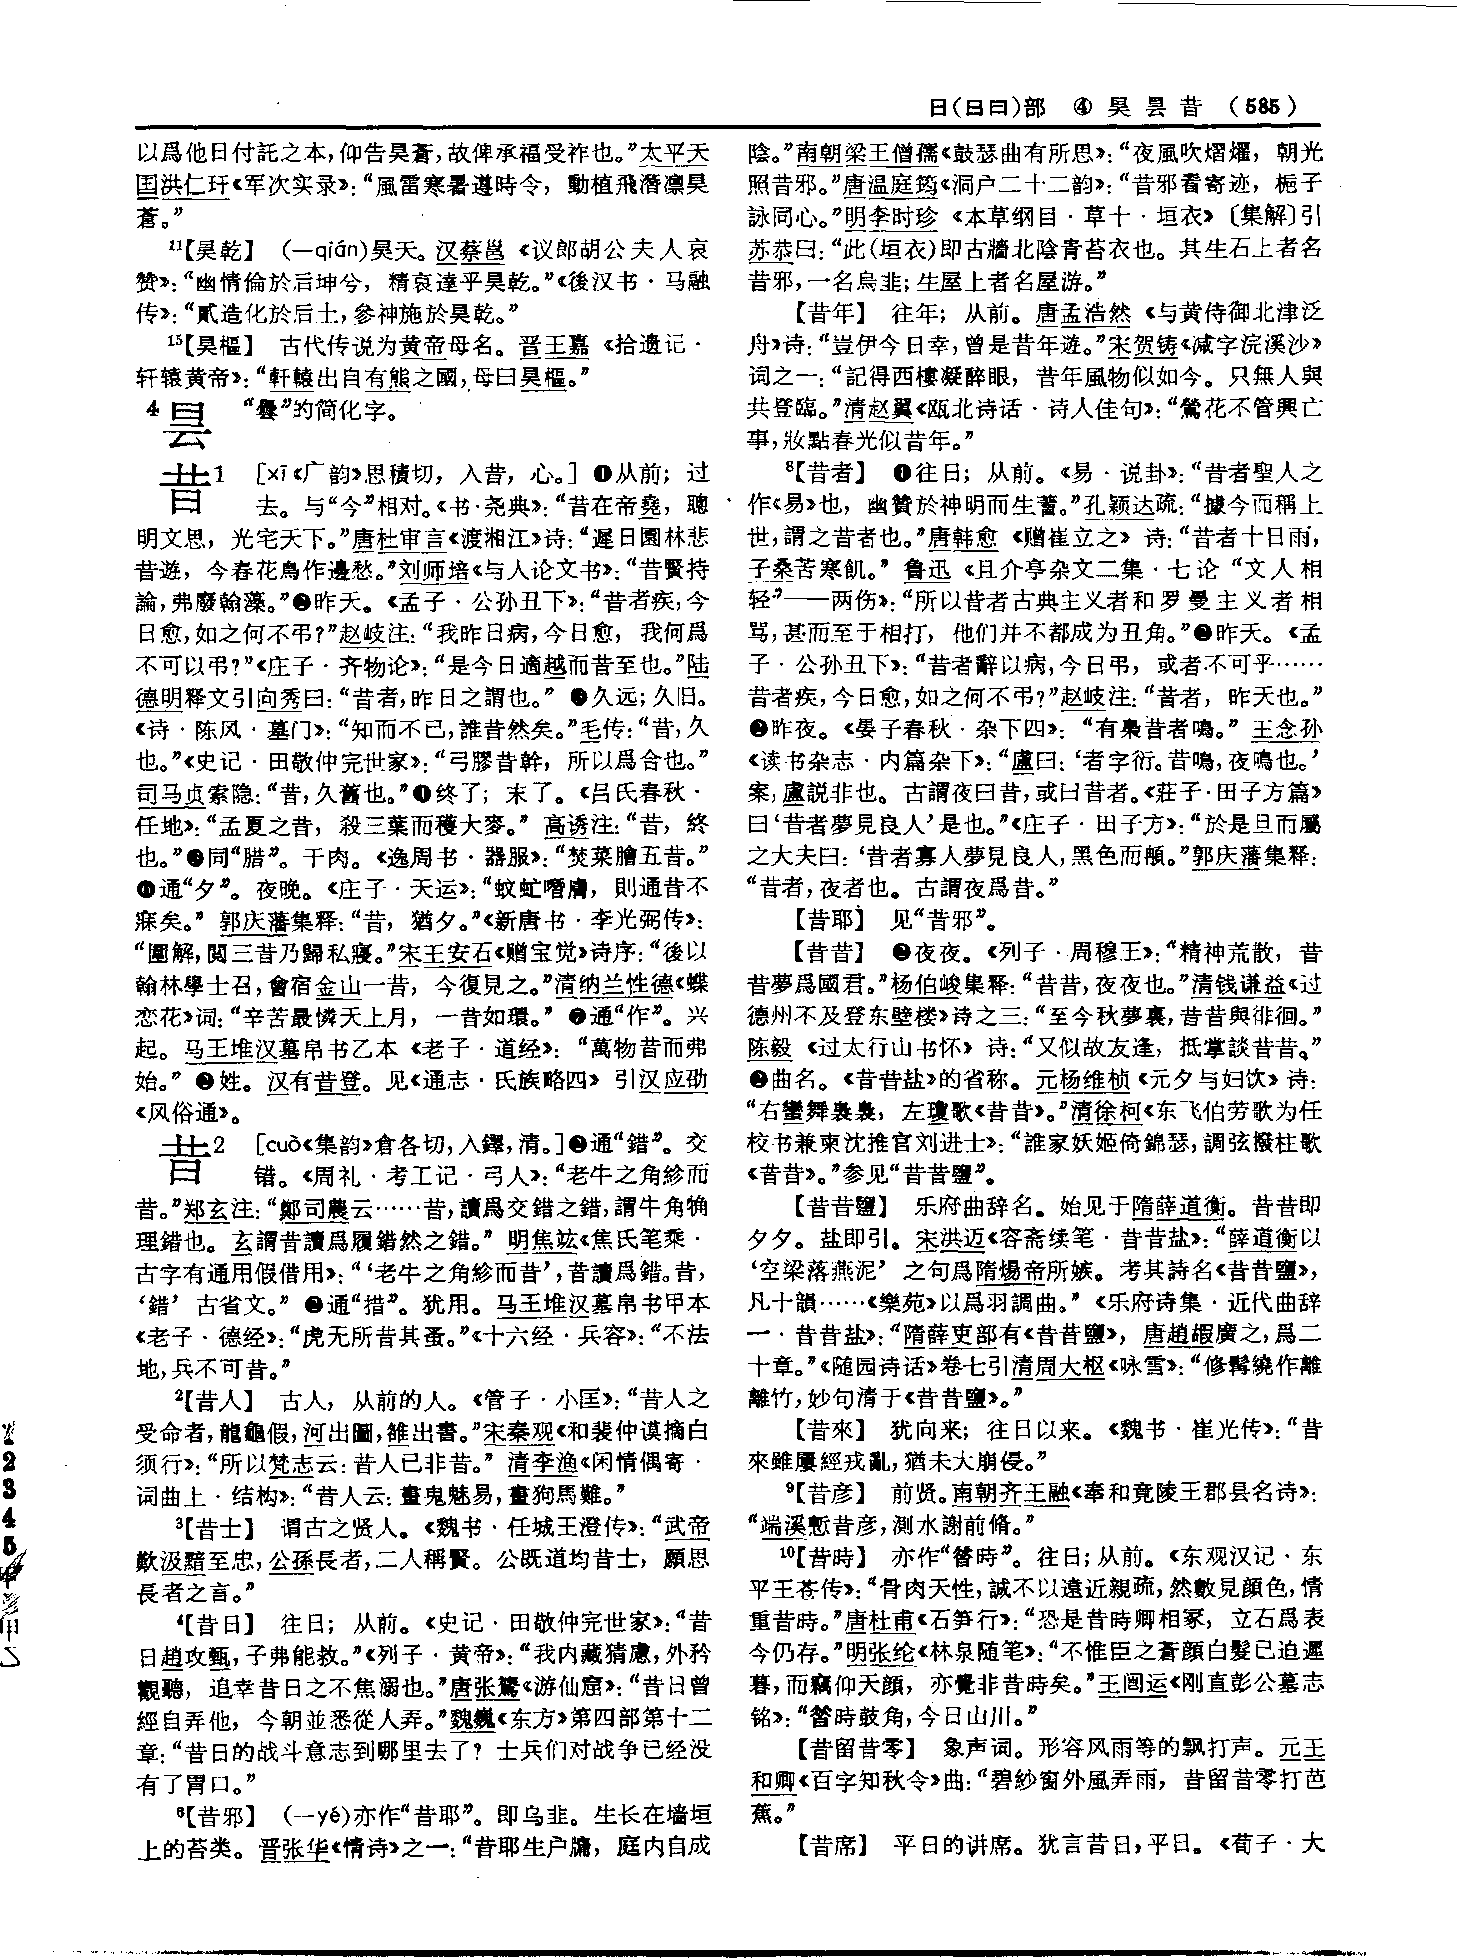 日(曰⺜)部　④　昊昙昔　(585)
以爲他日付託之本，仰告昊蒼，故俾承福受祚也。”太平天
国洪仁玕《军次实录》：“風雷寒暑遵時令，動植飛潛凛昊
蒼。”
¹¹【昊乾】　(—qián)昊天。汉蔡邕《议郎胡公夫人哀
赞》：“幽情倫於后坤兮，精哀達乎昊乾。”《後汉书·马融
传》：“貳造化於后土，參神施於昊乾。”
¹⁵【昊樞】　古代传说为黄帝母名。晋王嘉《拾遗记·
轩辕黄帝》：“軒轅出自有熊之國，母曰昊樞。”
4昙　“曇”的简化字。
昔1　[xī《广韵》思積切，入昔，心。]❶从前；过
去。与“今”相对。《书·尧典》：“昔在帝堯，聰
明文思，光宅天下。”唐杜审言《渡湘江》诗：“遲日園林悲
昔遊，今春花鳥作邊愁。”刘师培《与人论文书》：“昔賢持
論，弗廢翰藻。”❷昨天。《孟子·公孙丑下》：“昔者疾，今
日愈，如之何不弔？”赵岐注：“我昨日病，今日愈，我何爲
不可以弔？”《庄子·齐物论》：“是今日適越而昔至也。”陆
德明释文引向秀曰：“昔者，昨日之謂也。”❸久远；久旧。
《诗·陈风·墓门》：“知而不已，誰昔然矣。”毛传：“昔，久
也。”《史记·田敬仲完世家》：“弓膠昔幹，所以爲合也。”
司马贞索隐：“昔，久舊也。”❹终了；末了。《吕氏春秋·
任地》：“孟夏之昔，殺三葉而穫大麥。”高诱注：“昔，終
也。”❺同“腊”。干肉。《逸周书·器服》：“焚菜膾五昔。”
❻通“夕”。夜晚。《庄子·天运》：“蚊虻噆膚，則通昔不
寐矣。”郭庆藩集释：“昔，猶夕。”《新唐书·李光弼传》：
“圍解，閲三昔乃歸私寢。”宋王安石《赠宝觉》诗序：“後以
翰林學士召，會宿金山一昔，今復見之。”清纳兰性德《蝶
恋花》词：“辛苦最憐天上月，一昔如環。”❼通“作”。兴
起。马王堆汉墓帛书乙本《老子·道经》：“萬物昔而弗
始。”❽姓。汉有昔登。见《通志·氏族略四》引汉应劭
《风俗通》。
昔2　[cuò《集韵》倉各切，入鐸，清。]❶通“錯”。交
错。《周礼·考工记·弓人》：“老牛之角紾而
昔。”郑玄注：“鄭司農云……昔，讀爲交錯之錯，謂牛角觕
理錯也。玄謂昔讀爲履錯然之錯。”明焦竑《焦氏笔乘·
古字有通用假借用》：“‘老牛之角紾而昔’，昔讀爲錯。昔，
‘錯’古省文。”❷通“措”。犹用。马王堆汉墓帛书甲本
《老子·德经》：“虎无所昔其蚤。”《十六经·兵容》：“不法
地，兵不可昔。”
²【昔人】　古人，从前的人。《管子·小匡》：“昔人之
受命者，龍龜假，河出圖，雒出書。”宋秦观《和裴仲谟摘白
须行》：“所以梵志云：昔人已非昔。”清李渔《闲情偶寄·
词曲上·结构》：“昔人云：畫鬼魅易，畫狗馬難。”
³【昔士】　谓古之贤人。《魏书·任城王澄传》：“武帝
歎汲黯至忠，公孫長者，二人稱賢。公既道均昔士，願思
長者之言。”
⁴【昔日】　往日；从前。《史记·田敬仲完世家》：“昔
日趙攻甄，子弗能救。”《列子·黄帝》：“我内藏猜慮，外矜
觀聽，追幸昔日之不焦溺也。”唐张鷟《游仙窟》：“昔日曾
經自弄他，今朝並悉從人弄。”魏巍《东方》第四部第十二
章：“昔日的战斗意志到哪里去了？士兵们对战争已经没
有了胃口。”
⁶【昔邪】　(—yé)亦作“昔耶”。即乌韭。生长在墙垣
上的苔类。晋张华《情诗》之一：“昔耶生户牖，庭内自成
陰。”南朝梁王僧孺《鼓瑟曲有所思》：“夜風吹熠燿，朝光
照昔邪。”唐温庭筠《洞户二十二韵》：“昔邪看寄迹，梔子
詠同心。”明李时珍《本草纲目·草十·垣衣》〔集解〕引
苏恭曰：“此(垣衣)即古牆北陰青苔衣也。其生石上者名
昔邪，一名烏韭；生屋上者名屋游。”
【昔年】　往年；从前。唐孟浩然《与黄侍御北津泛
舟》诗：“豈伊今日幸，曾是昔年遊。”宋贺铸《减字浣溪沙》
词之一：“記得西樓凝醉眼，昔年風物似如今。只無人與
共登臨。”清赵翼《瓯北诗话·诗人佳句》：“鶯花不管興亡
事，妝點春光似昔年。”
⁸【昔者】　❶往日；从前。《易·说卦》：“昔者聖人之
作《易》也，幽贊於神明而生蓍。”孔颖达疏：“據今而稱上
世，謂之昔者也。”唐韩愈《赠崔立之》诗：“昔者十日雨，
子桑苦寒飢。”鲁迅《且介亭杂文二集·七论“文人相
轻”——两伤》：“所以昔者古典主义者和罗曼主义者相
骂，甚而至于相打，他们并不都成为丑角。”❷昨天。《孟
子·公孙丑下》：“昔者辭以病，今日弔，或者不可乎……
昔者疾，今日愈，如之何不弔？”赵岐注：“昔者，昨天也。”
❸昨夜。《晏子春秋·杂下四》：“有梟昔者鳴。”王念孙
《读书杂志·内篇杂下》：“盧曰：‘者字衍。昔鳴，夜鳴也。’
案，盧説非也。古謂夜曰昔，或曰昔者。《莊子·田子方篇》
曰‘昔者夢見良人’是也。”《庄子·田子方》：“於是旦而屬
之大夫曰：‘昔者寡人夢見良人，黑色而𩑺。”郭庆藩集释：
“昔者，夜者也。古謂夜爲昔。”
【昔耶】　见“昔邪”。
【昔昔】　❶夜夜。《列子·周穆王》：“精神荒散，昔
昔夢爲國君。”杨伯峻集释：“昔昔，夜夜也。”清钱谦益《过
德州不及登东壁楼》诗之三：“至今秋夢裏，昔昔與徘徊。”
陈毅《过太行山书怀》诗：“又似故友逢，抵掌談昔昔。”
❷曲名。《昔昔盐》的省称。元杨维桢《元夕与妇饮》诗：
“右蠻舞裊裊，左瓊歌《昔昔》。”清徐柯《东飞伯劳歌为任
校书兼柬沈推官刘进士》：“誰家妖姬倚錦瑟，調弦撥柱歌
《昔昔》。”参见“昔昔鹽”。
【昔昔鹽】　乐府曲辞名。始见于隋薛道衡。昔昔即
夕夕。盐即引。宋洪迈《容斋续笔·昔昔盐》：“薛道衡以
‘空梁落燕泥’之句爲隋煬帝所嫉。考其詩名《昔昔鹽》，
凡十韻……《樂苑》以爲羽調曲。”《乐府诗集·近代曲辞
一·昔昔盐》：“隋薛吏部有《昔昔鹽》，唐趙嘏廣之，爲二
十章。”《随园诗话》卷七引清周大枢《咏雪》：“修髯繞作離
離竹，妙句清于《昔昔鹽》。”
【昔來】　犹向来；往日以来。《魏书·崔光传》：“昔
來雖屢經戎亂，猶未大崩侵。”
⁹【昔彦】　前贤。南朝齐王融《奉和竟陵王郡县名诗》：
“端溪慙昔彦，測水謝前脩。”
¹⁰【昔時】　亦作“㫺時”。往日；从前。《东观汉记·东
平王苍传》：“骨肉天性，誠不以遠近親疏，然數見顔色，情
重昔時。”唐杜甫《石笋行》：“恐是昔時卿相冢，立石爲表
今仍存。”明张纶《林泉随笔》：“不惟臣之蒼顔白髮已迫遲
暮，而竊仰天顔，亦覺非昔時矣。”王闿运《刚直彭公墓志
铭》：“㫺時鼓角，今日山川。”
【昔留昔零】　象声词。形容风雨等的飘打声。元王
和卿《百字知秋令》曲：“碧紗窗外風弄雨，昔留昔零打芭
蕉。”
【昔席】　平日的讲席。犹言昔日，平日。《荀子·大
1
2
3
4
5
甲
乙